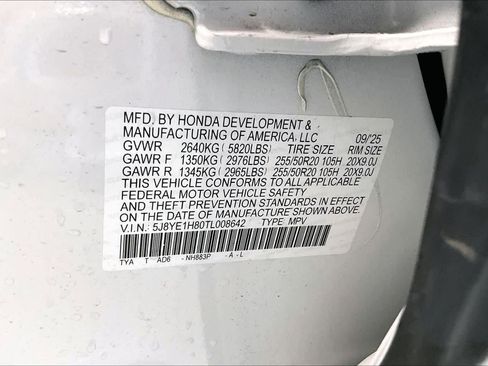 MFD. BY HONDA DEVELOPMENT &
MANUFACTURING OF AMERICA, LLC 09/25
GVWR 2640KG (5820LBS) TIRE SIZE RIM SIZE
GAWR F 1350KG (2976LBS) 255/50R20 105H 20X9.0J
GAWR R 1345KG (2965LBS) 255/50R20 105H 20X9.0J
THIS VEHICLE CONFORMS TO ALL APPLICABLE
FEDERAL MOTOR VEHICLE SAFETY
AND THEFT PREVENTION STANDARDS IN EFFECT
ON THE DATE OF MANUFACTURE SHOWN ABOVE.
V.I.N.: 5J8YE1H80TL008642 TYPE: MPV
TYA T AD6 - NH883P - A - L